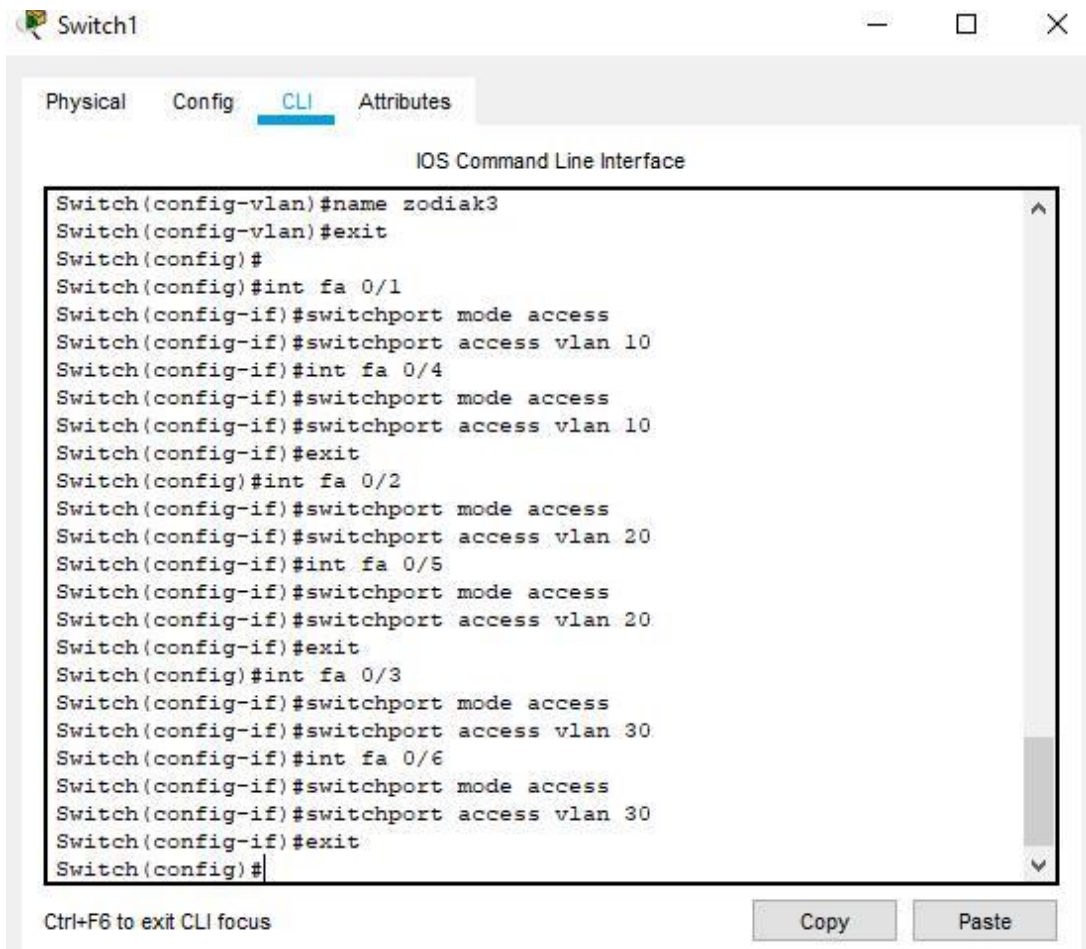 Switch1
Physical Config CLI Attributes
IOS Command Line Interface
Switch(config-vlan)#name zodiak3
Switch(config-vlan)#exit
Switch(config)#
Switch(config)#int fa 0/1
Switch(config-if)#switchport mode access
Switch(config-if)#switchport access vlan 10
Switch(config-if)#int fa 0/4
Switch(config-if)#switchport mode access
Switch(config-if)#switchport access vlan 10
Switch(config-if)#exit
Switch(config)#int fa 0/2
Switch(config-if)#switchport mode access
Switch(config-if)#switchport access vlan 20
Switch(config-if)#int fa 0/5
Switch(config-if)#switchport mode access
Switch(config-if)#switchport access vlan 20
Switch(config-if)#exit
Switch(config)#int fa 0/3
Switch(config-if)#switchport mode access
Switch(config-if)#switchport access vlan 30
Switch(config-if)#int fa 0/6
Switch(config-if)#switchport mode access
Switch(config-if)#switchport access vlan 30
Switch(config-if)#exit
Switch(config)#
Ctrl+F6 to exit CLI focus Copy Paste